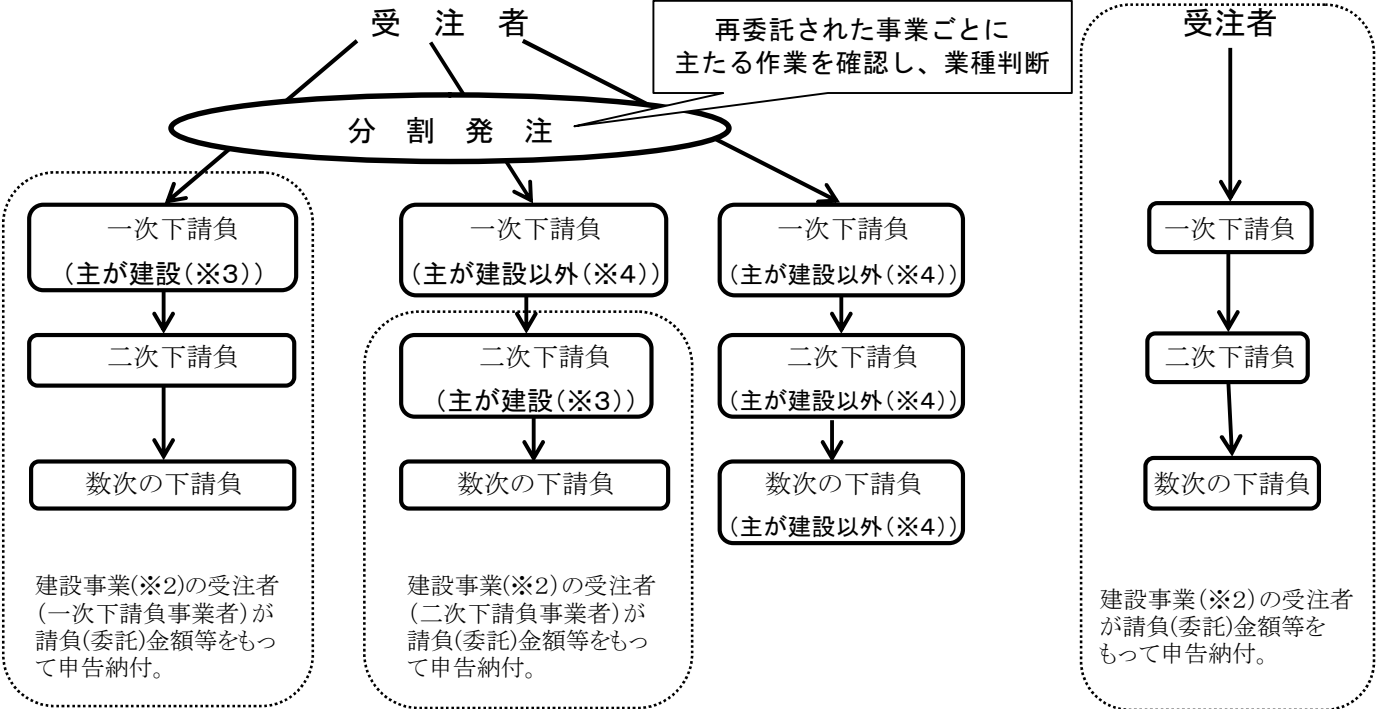 受 注 者
再委託された事業ごとに
主たる作業を確認し、業種判断
分 割 発 注
一次下請負
(主が建設(※3))
二次下請負
数次の下請負
建設事業(※2)の受注者
(一次下請負事業者)が
請負(委託)金額等をもっ
て申告納付。
一次下請負
(主が建設以外(※4))
二次下請負
(主が建設(※3))
数次の下請負
建設事業(※2)の受注者
(二次下請負事業者)が
請負(委託)金額等をもっ
て申告納付。
一次下請負
(主が建設以外(※4))
二次下請負
(主が建設以外(※4))
数次の下請負
(主が建設以外(※4))
受注者
一次下請負
二次下請負
数次の下請負
建設事業(※2)の受注者
が請負(委託)金額等を
もって申告納付。